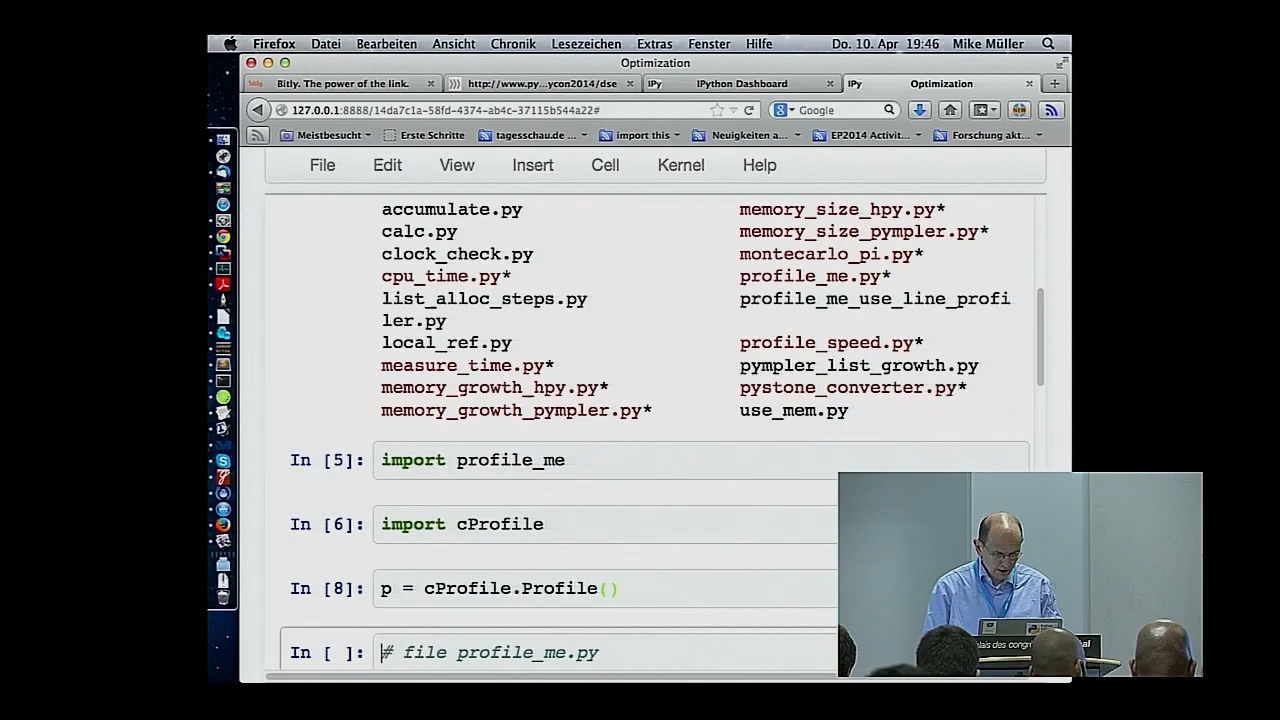 Firefox Datei Bearbeiten Ansicht Chronik Lesezeichen Extras Fenster Hilfe Do. 10. Apr 19:46 Mike Müller
Optimization
bitly Bitly. The power of the link. http://www.py...ycon2014/dse IPy IPython Dashboard IPy Optimization
127.0.0.1:8888/14da7c1a-58fd-4374-ab4c-37115b544a22# Google
Meistbesucht Erste Schritte tagesschau.de ... import this Neuigkeiten a... EP2014 Activit... Forschung akt...
File Edit View Insert Cell Kernel Help
accumulate.py memory_size_hpy.py*
calc.py memory_size_pympler.py*
clock_check.py montecarlo_pi.py*
cpu_time.py* profile_me.py*
list_alloc_steps.py profile_me_use_line_profi
ler.py
local_ref.py profile_speed.py*
measure_time.py* pympler_list_growth.py
memory_growth_hpy.py* pystone_converter.py*
memory_growth_pympler.py* use_mem.py
In [5]: import profile_me
In [6]: import cProfile
In [8]: p = cProfile.Profile()
In [ ]: # file profile_me.py
des congr